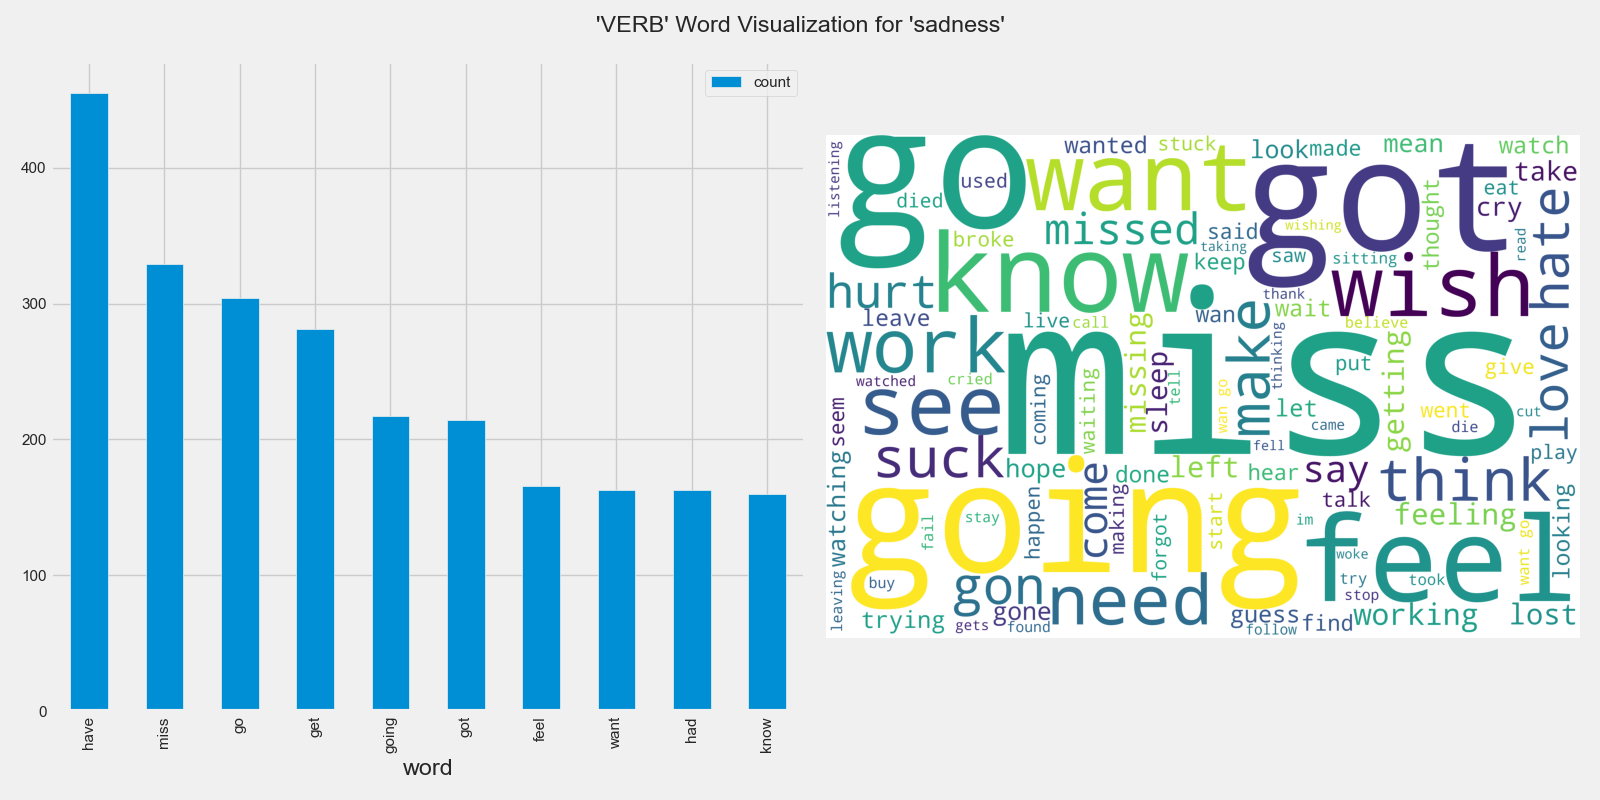 'VERB' Word Visualization for 'sadness'
count
400
300
200
100
0
have
miss
go
get
going
got
feel
want
had
know
word
listening
go
used
died
want
wanted
stuck
look
made
mean
watch
take
eat
cry
got
thought
read
hate
missed
said
wishing
taking
broke
keep
saw
sitting
know
wish
hurt
thank
leave
live
call
wan
wait
believe
work
miss
missing
make
thinking
love
watched
cried
see
coming
waiting
sleep
tell
wan go
put
getting
give
let
went
cut
came
die
seem
fell
play
suck
hope
done
left
hear
say
think
watching
going
come
talk
making
happen
start
im
feeling
looking
fail
stay
forgot
feel
want go
woke
buy
try
took
stop
leaving
gon
need
trying
gone
gets
found
guess
follow
find
working
lost